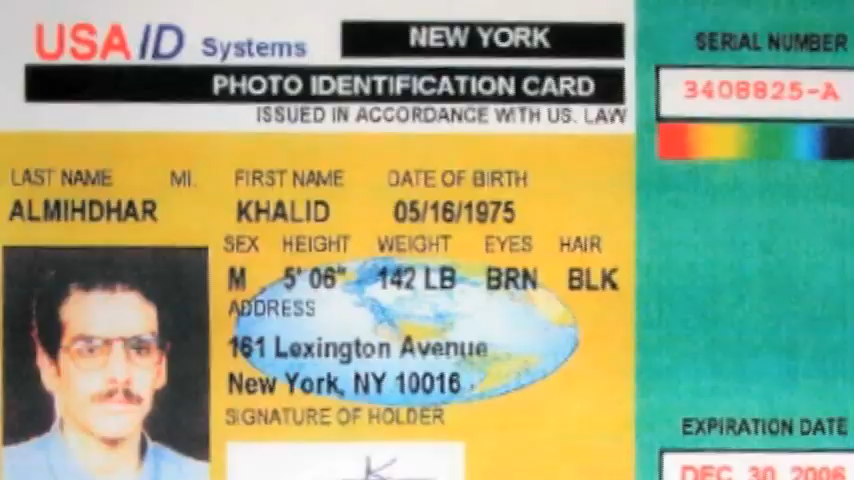 USA ID Systems
NEW YORK
PHOTO IDENTIFICATION CARD
ISSUED IN ACCORDANCE WITH US. LAW
SERIAL NUMBER
3408825-A
LAST NAME MI. FIRST NAME DATE OF BIRTH
ALMIHDHAR KHALID 05/16/1975
SEX HEIGHT WEIGHT EYES HAIR
M 5' 06" 142 LB BRN BLK
ADDRESS
161 Lexington Avenue
New York, NY 10016
SIGNATURE OF HOLDER
EXPIRATION DATE
DEC 30 2006